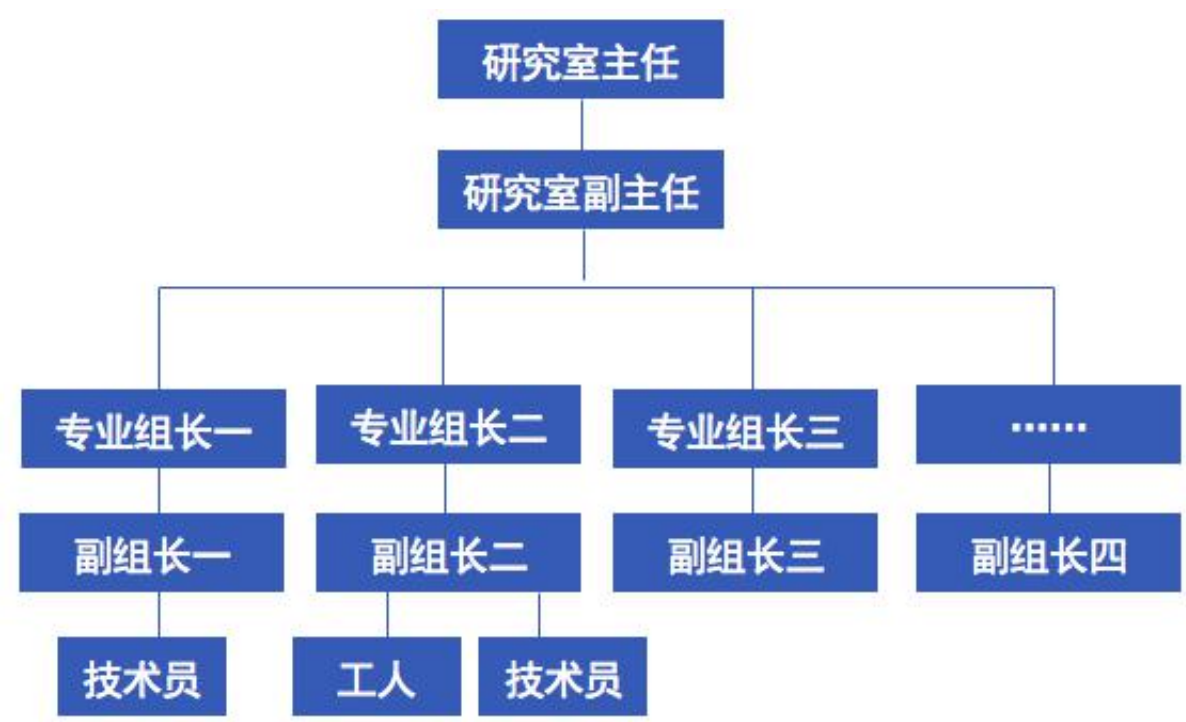 研究室主任
研究室副主任
专业组长一
专业组长二
专业组长三
······
副组长一
副组长二
副组长三
副组长四
技术员
工人
技术员